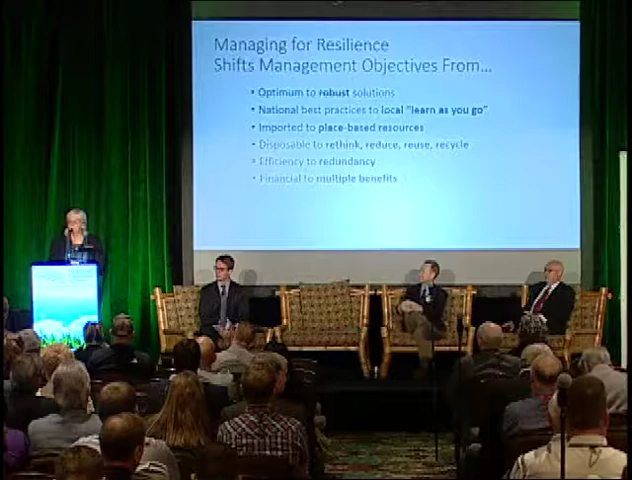 Managing for Resilience
Shifts Management Objectives From...
• Optimum to robust solutions
• National best practices to local "learn as you go"
• Imported to place-based resources
• Disposable to rethink, reduce, reuse, recycle
• Efficiency to redundancy
• Financial to multiple benefits